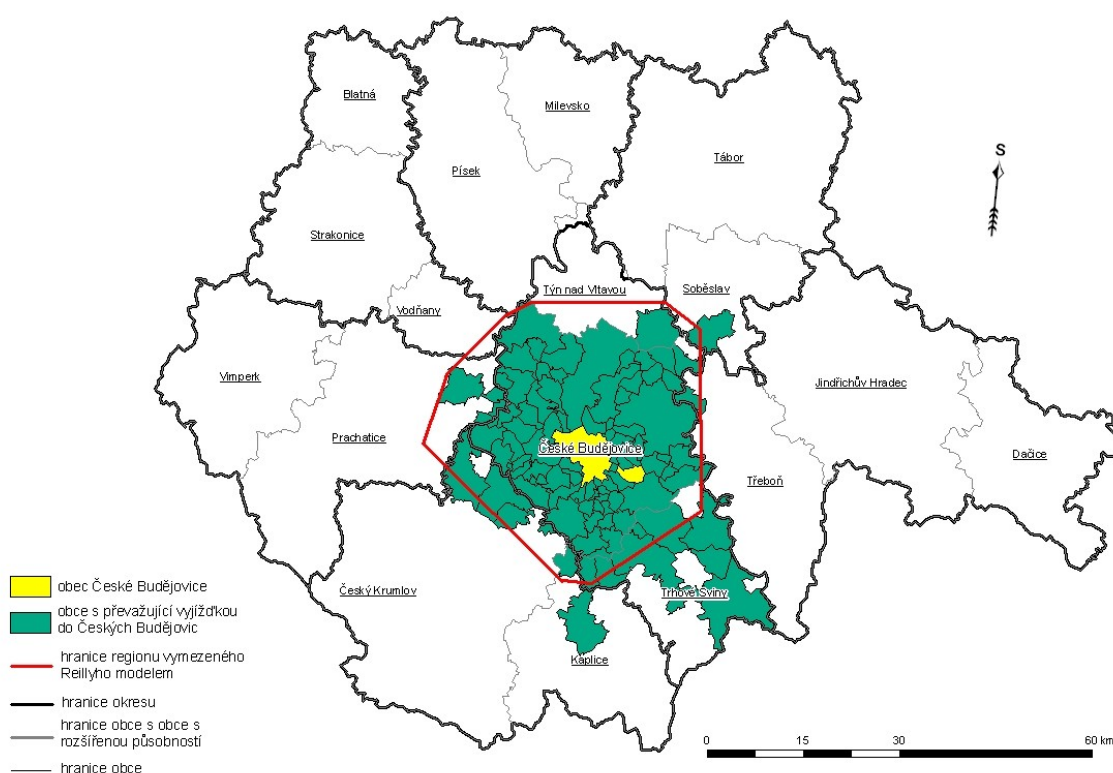 Blatná
Milevsko
Písek
Tábor
S
Strakonice
Týn nad Vltavou
Soběslav
Vodňany
Vimperk
Jindřichův Hradec
Prachatice
České Budějovice
Dačice
Třeboň
Český Krumlov
Trhové Sviny
Kaplice
obec České Budějovice
obce s převažující vyjížďkou
do Českých Budějovic
hranice regionu vymezeného
Reillyho modelem
hranice okresu
hranice obce s obce s
rozšířenou působností
hranice obce
0 15 30 60 km